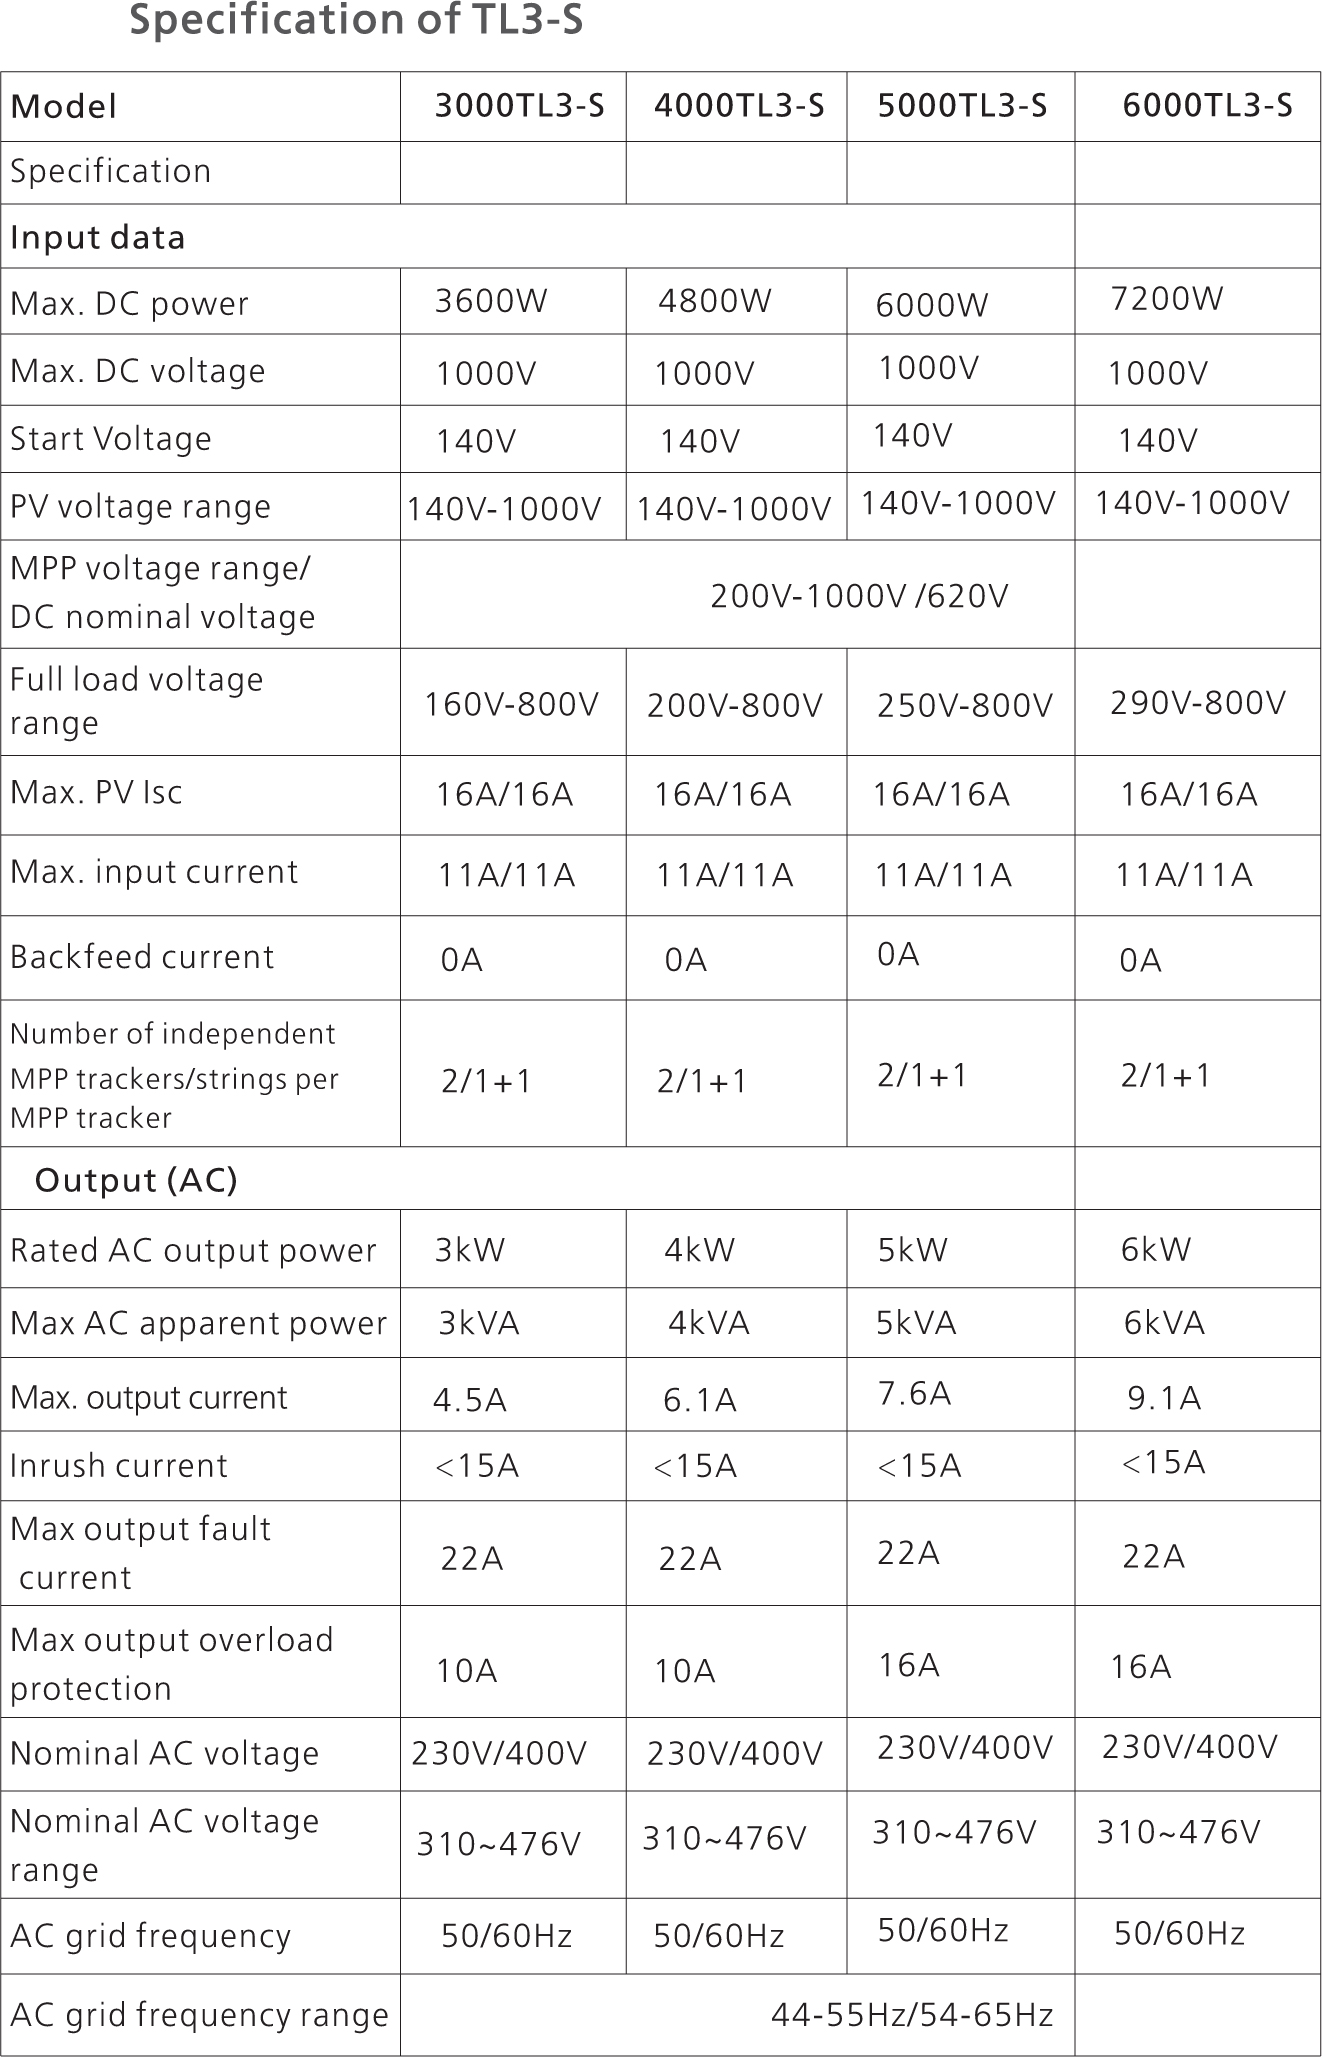 Specification of TL3-S
Model 3000TL3-S 4000TL3-S 5000TL3-S 6000TL3-S
Specification
Input data
Max. DC power 3600W 4800W 6000W 7200W
Max. DC voltage 1000V 1000V 1000V 1000V
Start Voltage 140V 140V 140V 140V
PV voltage range 140V-1000V 140V-1000V 140V-1000V 140V-1000V
MPP voltage range/
DC nominal voltage 200V-1000V /620V
Full load voltage
range 160V-800V 200V-800V 250V-800V 290V-800V
Max. PV Isc 16A/16A 16A/16A 16A/16A 16A/16A
Max. input current 11A/11A 11A/11A 11A/11A 11A/11A
Backfeed current 0A 0A 0A 0A
Number of independent
MPP trackers/strings per 2/1+1 2/1+1 2/1+1 2/1+1
MPP tracker
Output (AC)
Rated AC output power 3kW 4kW 5kW 6kW
Max AC apparent power 3kVA 4kVA 5kVA 6kVA
Max. output current 4.5A 6.1A 7.6A 9.1A
Inrush current <15A <15A <15A <15A
Max output fault
current 22A 22A 22A 22A
Max output overload
protection 10A 10A 16A 16A
Nominal AC voltage 230V/400V 230V/400V 230V/400V 230V/400V
Nominal AC voltage
range 310~476V 310~476V 310~476V 310~476V
AC grid frequency 50/60Hz 50/60Hz 50/60Hz 50/60Hz
AC grid frequency range 44-55Hz/54-65Hz